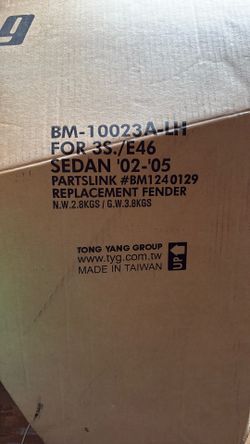 g
BM-10023A-LH
FOR 3S./E46
SEDAN '02-'05
PARTSLINK #BM1240129
REPLACEMENT FENDER
N.W.2.8KGS / G.W.3.8KGS
TONG YANG GROUP
www.tyg.com.tw
MADE IN TAIWAN
UP